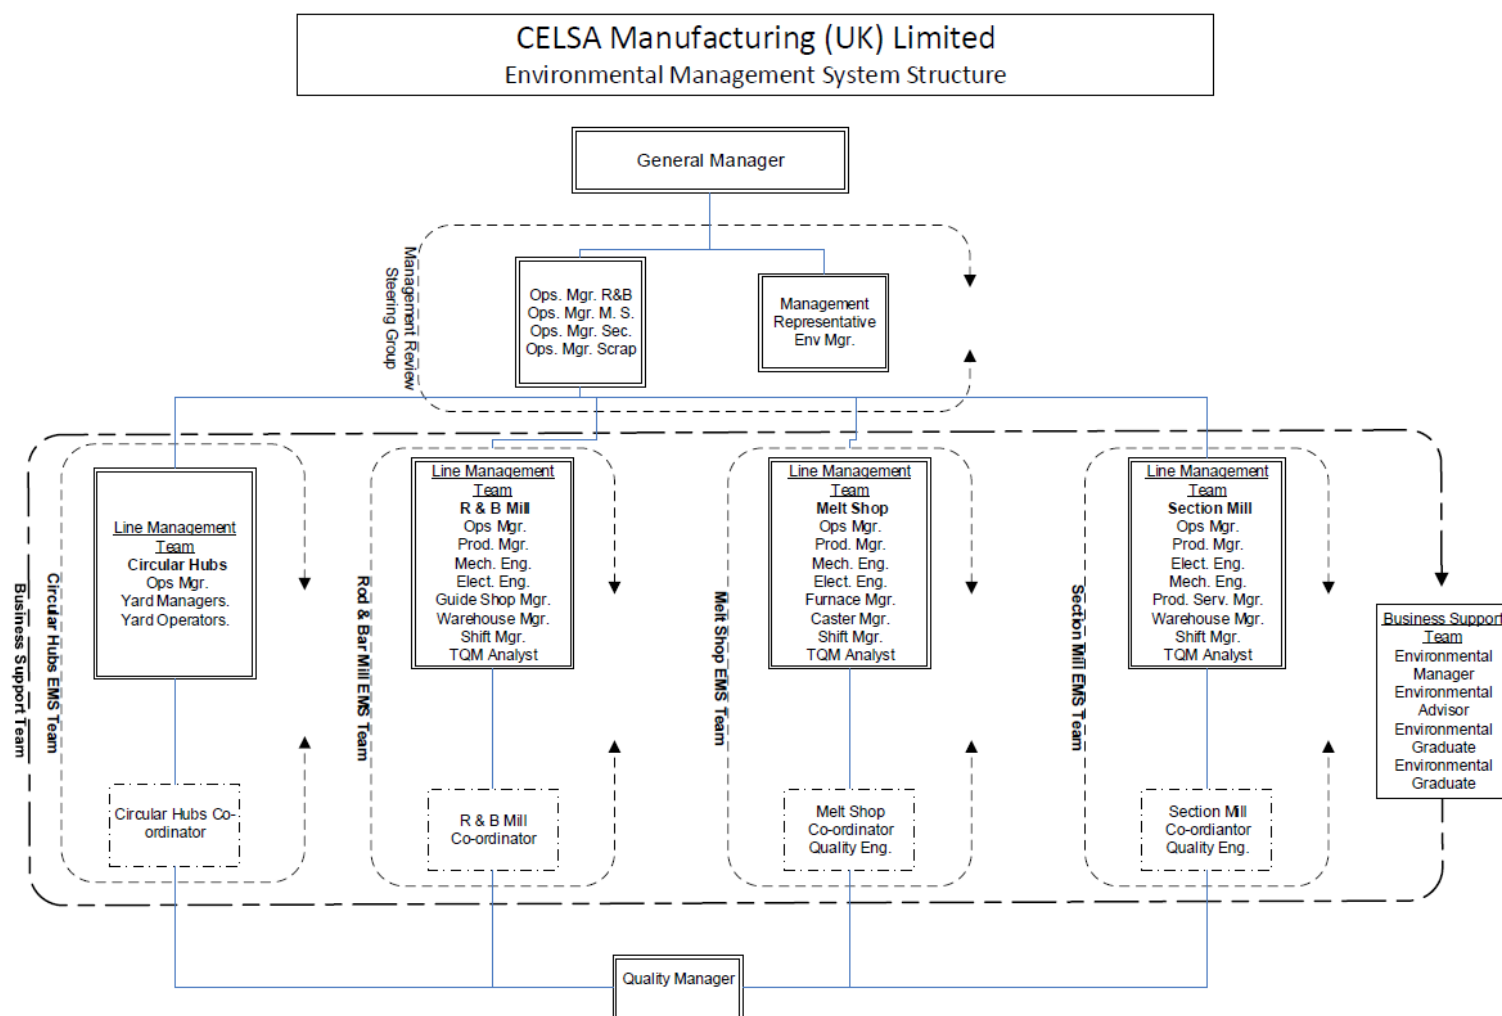 CELSA Manufacturing (UK) Limited
Environmental Management System Structure
General Manager
Management Review
Steering Group
Ops. Mgr. R&B
Ops. Mgr. M. S.
Ops. Mgr. Sec.
Ops. Mgr. Scrap
Management
Representative
Env Mgr.
Business Support Team
Circular Hubs EMS Team
Line Management
Team
Circular Hubs
Ops Mgr.
Yard Managers.
Yard Operators.
Rod & Bar Mill EMS Team
Line Management
Team
R & B Mill
Ops Mgr.
Prod. Mgr.
Mech. Eng.
Elect. Eng.
Guide Shop Mgr.
Warehouse Mgr.
Shift Mgr.
TQM Analyst
Melt Shop EMS Team
Line Management
Team
Melt Shop
Ops Mgr.
Prod. Mgr.
Mech. Eng.
Elect. Eng.
Furnace Mgr.
Caster Mgr.
Shift Mgr.
TQM Analyst
Section Mill EMS Team
Line Management
Team
Section Mill
Ops Mgr.
Prod. Mgr.
Elect. Eng.
Mech. Eng.
Prod. Serv. Mgr.
Warehouse Mgr.
Shift Mgr.
TQM Analyst
Business Support
Team
Environmental
Manager
Environmental
Advisor
Environmental
Graduate
Environmental
Graduate
Circular Hubs Co-
ordinator
R & B Mill
Co-ordinator
Melt Shop
Co-ordinator
Quality Eng.
Section Mill
Co-ordiantor
Quality Eng.
Quality Manager